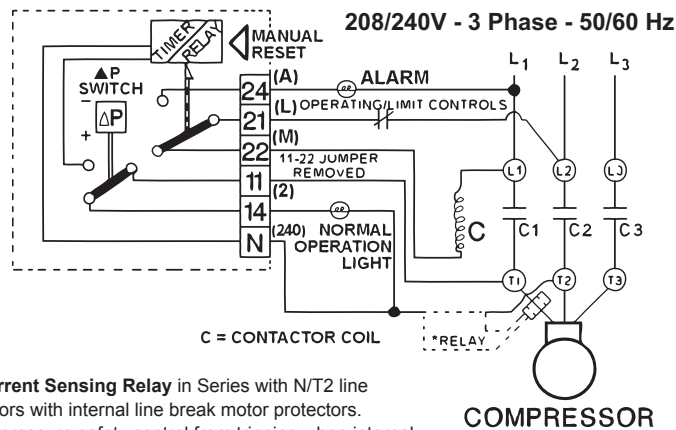 208/240V - 3 Phase - 50/60 Hz
TIMER
RELAY
MANUAL
RESET
▲P
SWITCH
−
+
ΔP
24
(A)
ALARM
(L) OPERATING/LIMIT CONTROLS
21
(M)
22
11-22 JUMPER
REMOVED
11
(2)
14
(240)
NORMAL
OPERATION
LIGHT
N
L1
L2
L3
L1
L2
L3
C
C1
C2
C3
T1
T2
T3
C = CONTACTOR COIL
*RELAY
COMPRESSOR
rrent Sensing Relay in Series with N/T2 line
ors with internal line break motor protectors.